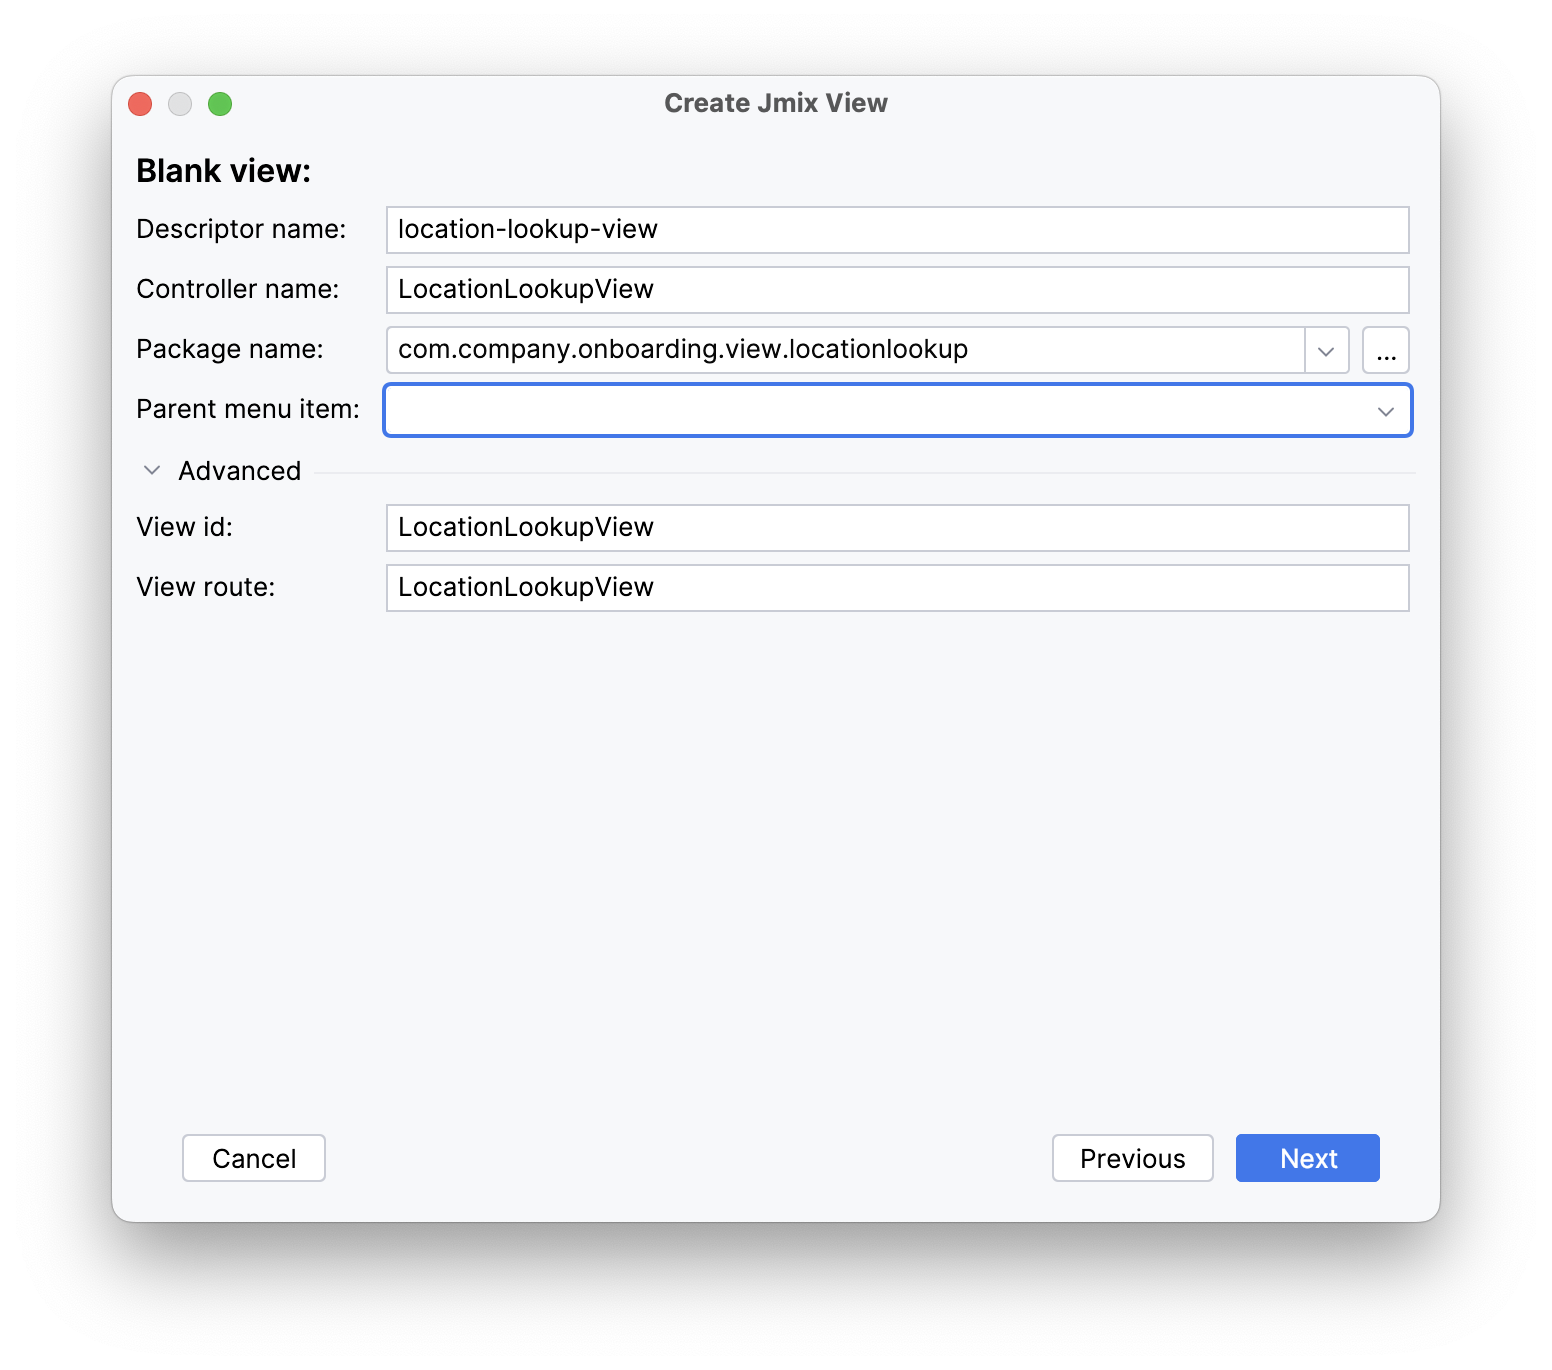 Create Jmix View
Blank view:
Descriptor name: location-lookup-view
Controller name: LocationLookupView
Package name: com.company.onboarding.view.locationlookup ...
Parent menu item:
Advanced
View id: LocationLookupView
View route: LocationLookupView
Cancel Previous Next